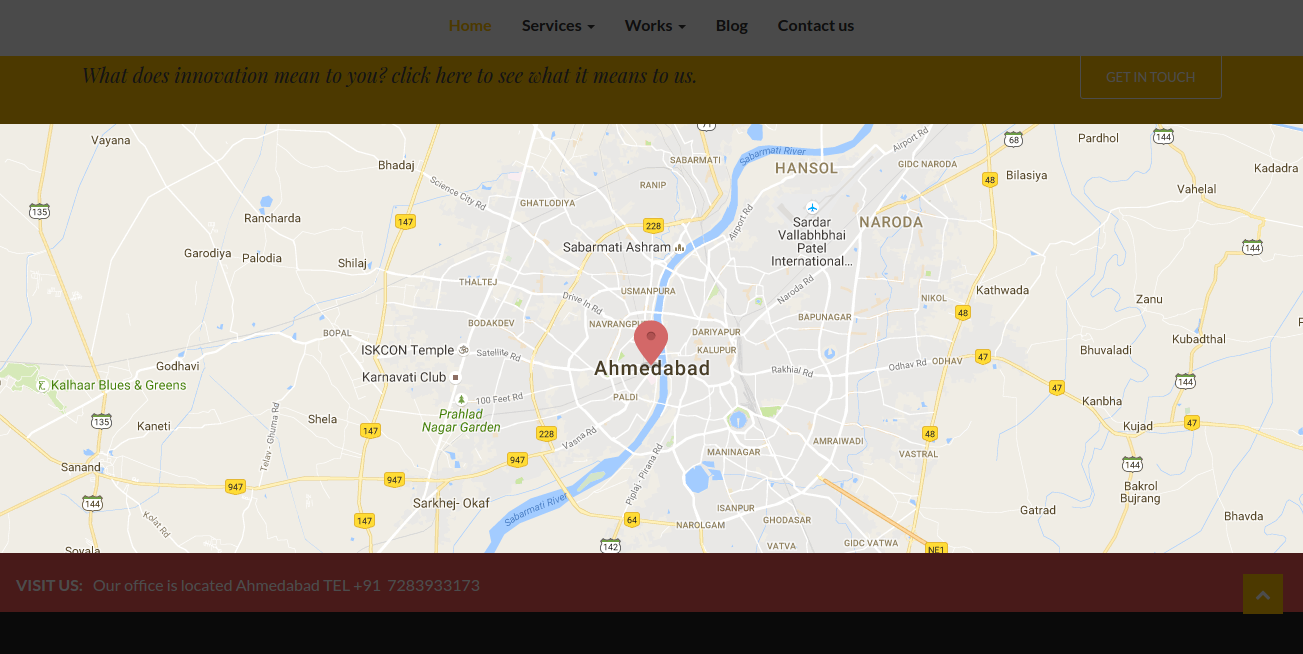 Home Services Works Blog Contact us
What does innovation mean to you? click here to see what it means to us.
GET IN TOUCH
71
Vayana
Pardhol
144
68
Sabarmati River
Airport Rd
SABARMATI
HANSOL
GIDC NARODA
Bhadaj
Kadadra
Bilasiya
48
Science City Rd
RANIP
Vahelal
135
GHATLODIYA
Rancharda
147
228
Airport Rd
Sardar
Vallabhbhai
Patel
International...
NARODA
Sabarmati Ashram
144
Garodiya
Palodia
Shilaj
THALTEJ
USMANPURA
Naroda Rd
Kathwada
NIKOL
Zanu
Drive In Rd
48
BAPUNAGAR
BODAKDEV
NAVRANGPU
DARIYAPUR
BOPAL
Kubadthal
ISKCON Temple
Satellite Rd
KALUPUR
Bhuvaladi
47
Odhav Rd
ODHAV
Godhavi
Ahmedabad
Rakhial Rd
Karnavati Club
144
Kalhaar Blues & Greens
47
100 Feet Rd
PALDI
Kanbha
Prahlad
Nagar Garden
Shela
135
Kaneti
Telav - Ghuma Rd
147
228
Vasna Rd
48
Kujad
47
AMRAIWADI
MANINAGAR
VASTRAL
947
Sanand
144
947
947
Piplaj - Pirana Rd
Bakrol
Bujrang
144
Sarkhej- Okaf
Sabarmati River
ISANPUR
Gatrad
Bhavda
Kolat Rd
147
64
NAROLGAM
GHODASAR
142
VATVA
GIDC VATWA
NE1
Soyala
VISIT US: Our office is located Ahmedabad TEL +91 7283933173